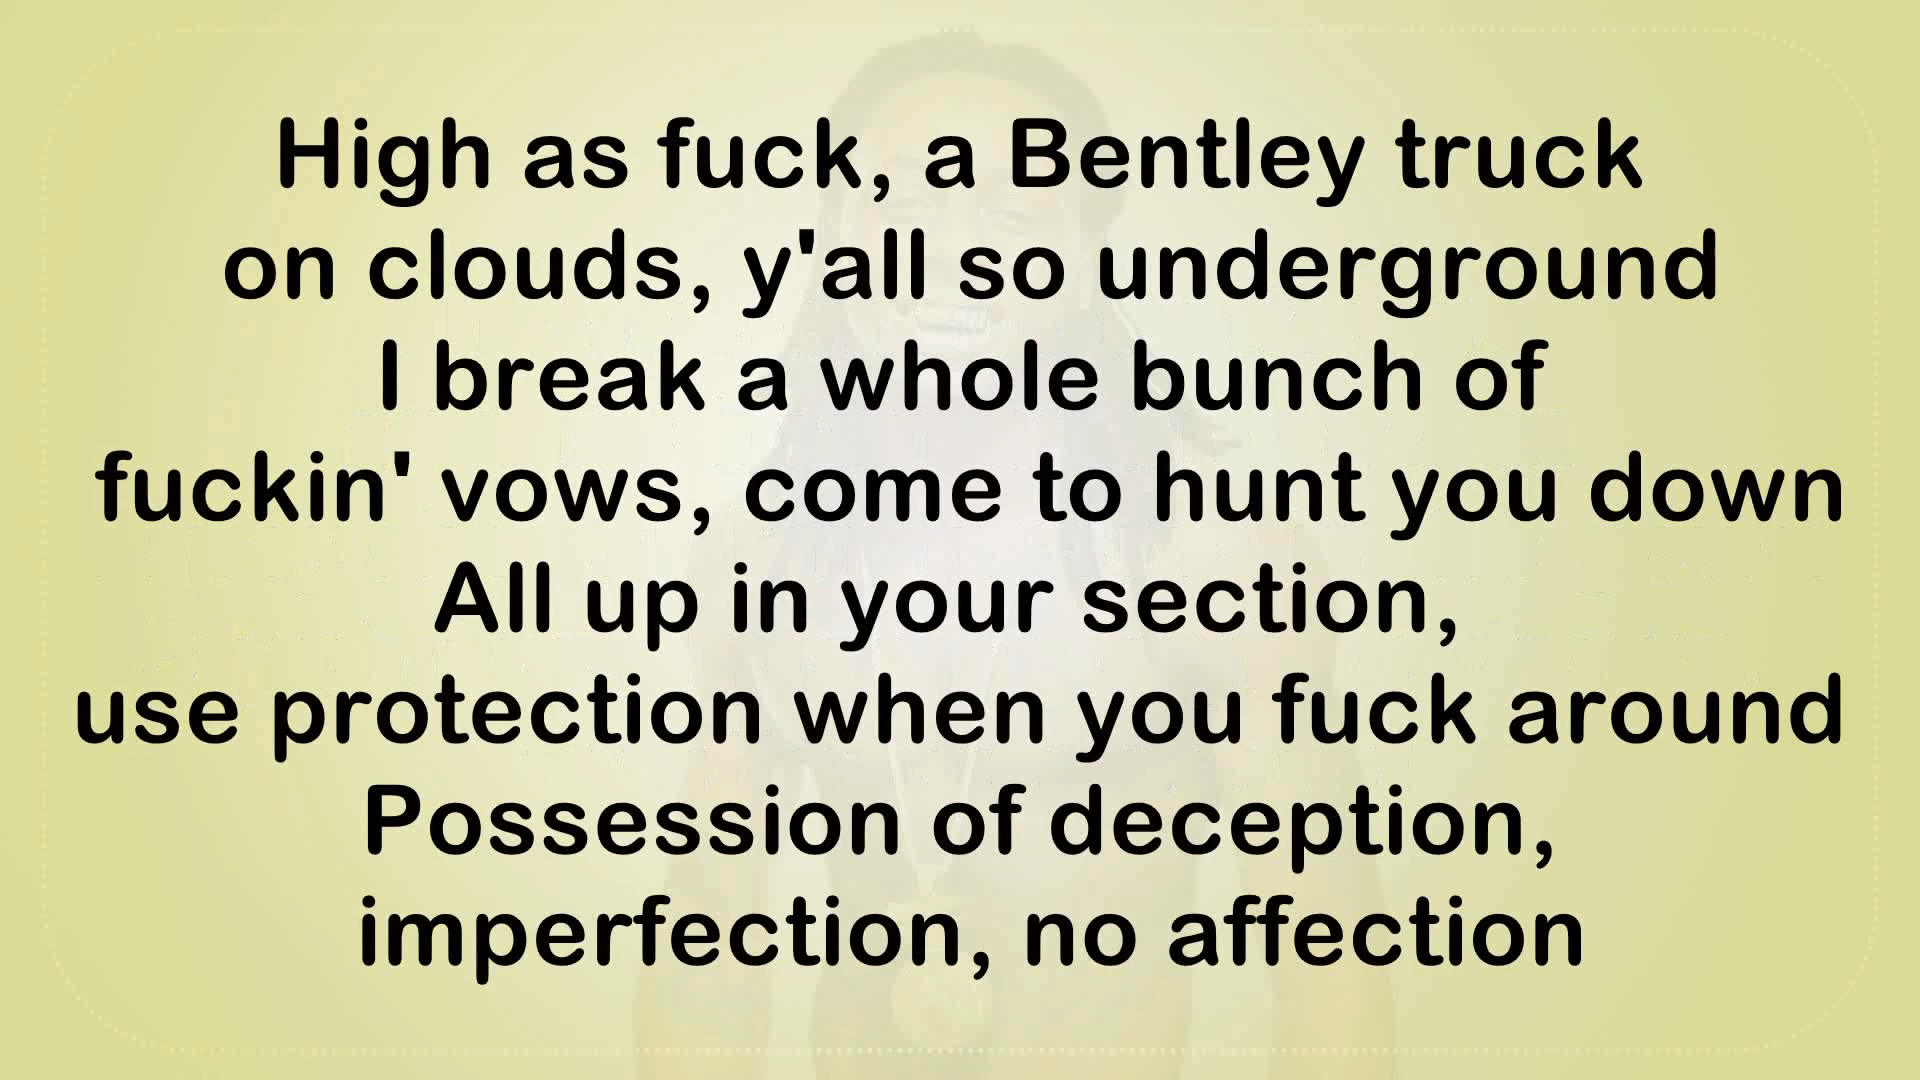 High as fuck, a Bentley truck
on clouds, y'all so underground
I break a whole bunch of
fuckin' vows, come to hunt you down
All up in your section,
use protection when you fuck around
Possession of deception,
imperfection, no affection